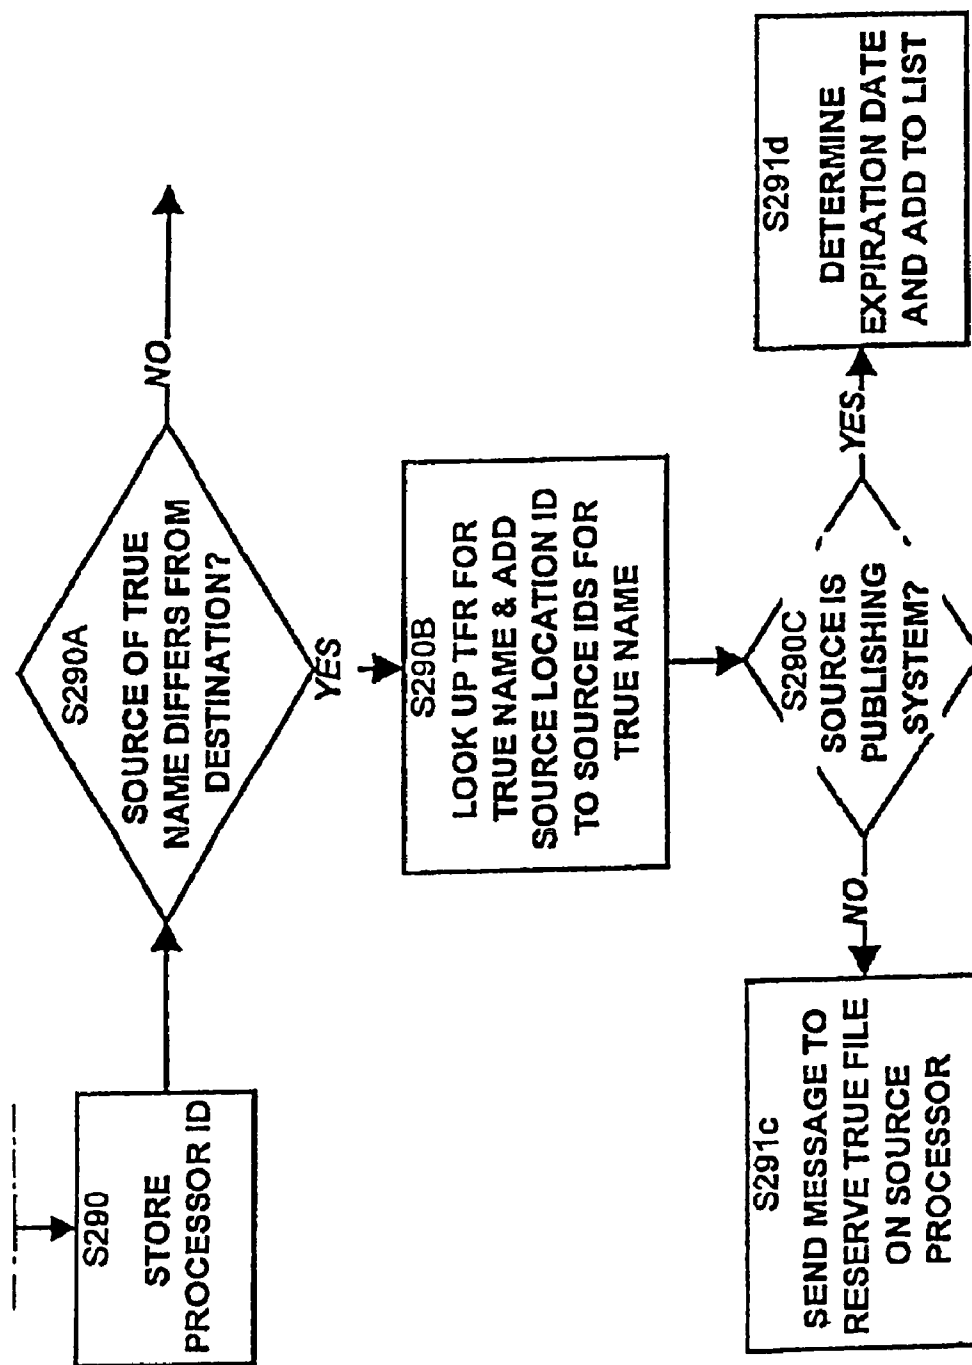 S290
STORE
PROCESSOR ID
S290A
SOURCE OF TRUE
NAME DIFFERS FROM
DESTINATION?
NO
YES
S290B
LOOK UP TFR FOR
TRUE NAME & ADD
SOURCE LOCATION ID
TO SOURCE IDS FOR
TRUE NAME
S290C
SOURCE IS
PUBLISHING
SYSTEM?
NO
YES
S291c
SEND MESSAGE TO
RESERVE TRUE FILE
ON SOURCE
PROCESSOR
S291d
DETERMINE
EXPIRATION DATE
AND ADD TO LIST